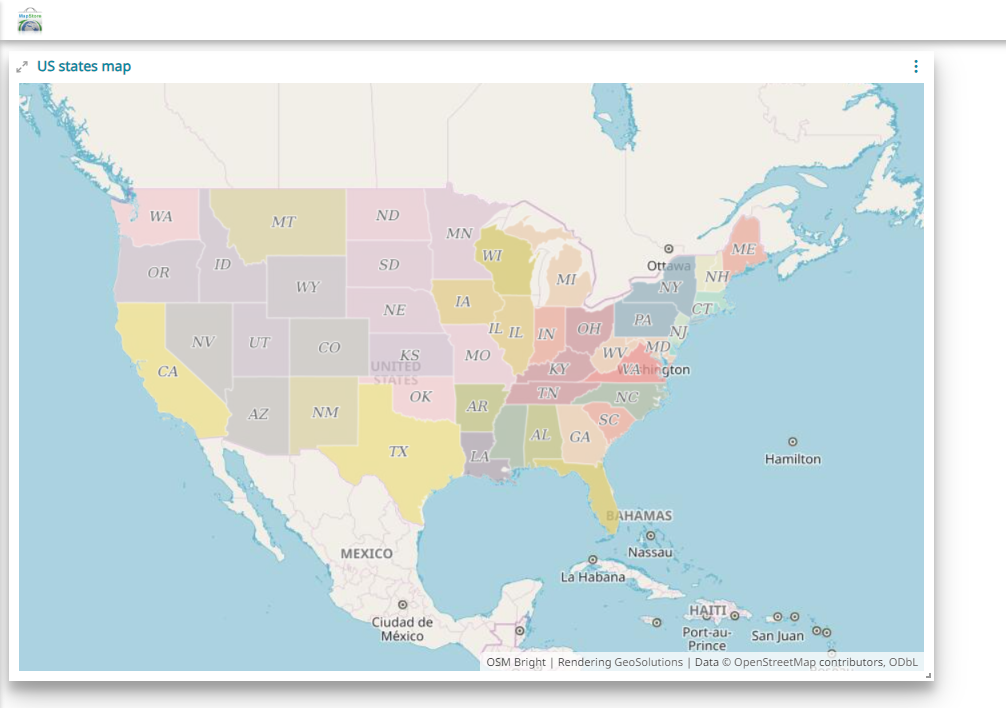 MapStore
US states map
WA
MT
ND
MN
OR
ID
SD
WI
MI
ME
Ottawa
NH
NY
WY
NE
IA
IL
IL
IN
OH
PA
CT
NJ
NV
UT
CO
KS
MO
WV
MD
CA
UNITED
STATES
KY
VA
Washington
AZ
NM
OK
AR
TN
NC
SC
TX
LA
AL
GA
Hamilton
BAHAMAS
Nassau
MEXICO
La Habana
Ciudad de
México
HAITI
Port-au-
Prince
San Juan
OSM Bright | Rendering GeoSolutions | Data © OpenStreetMap contributors, ODbL